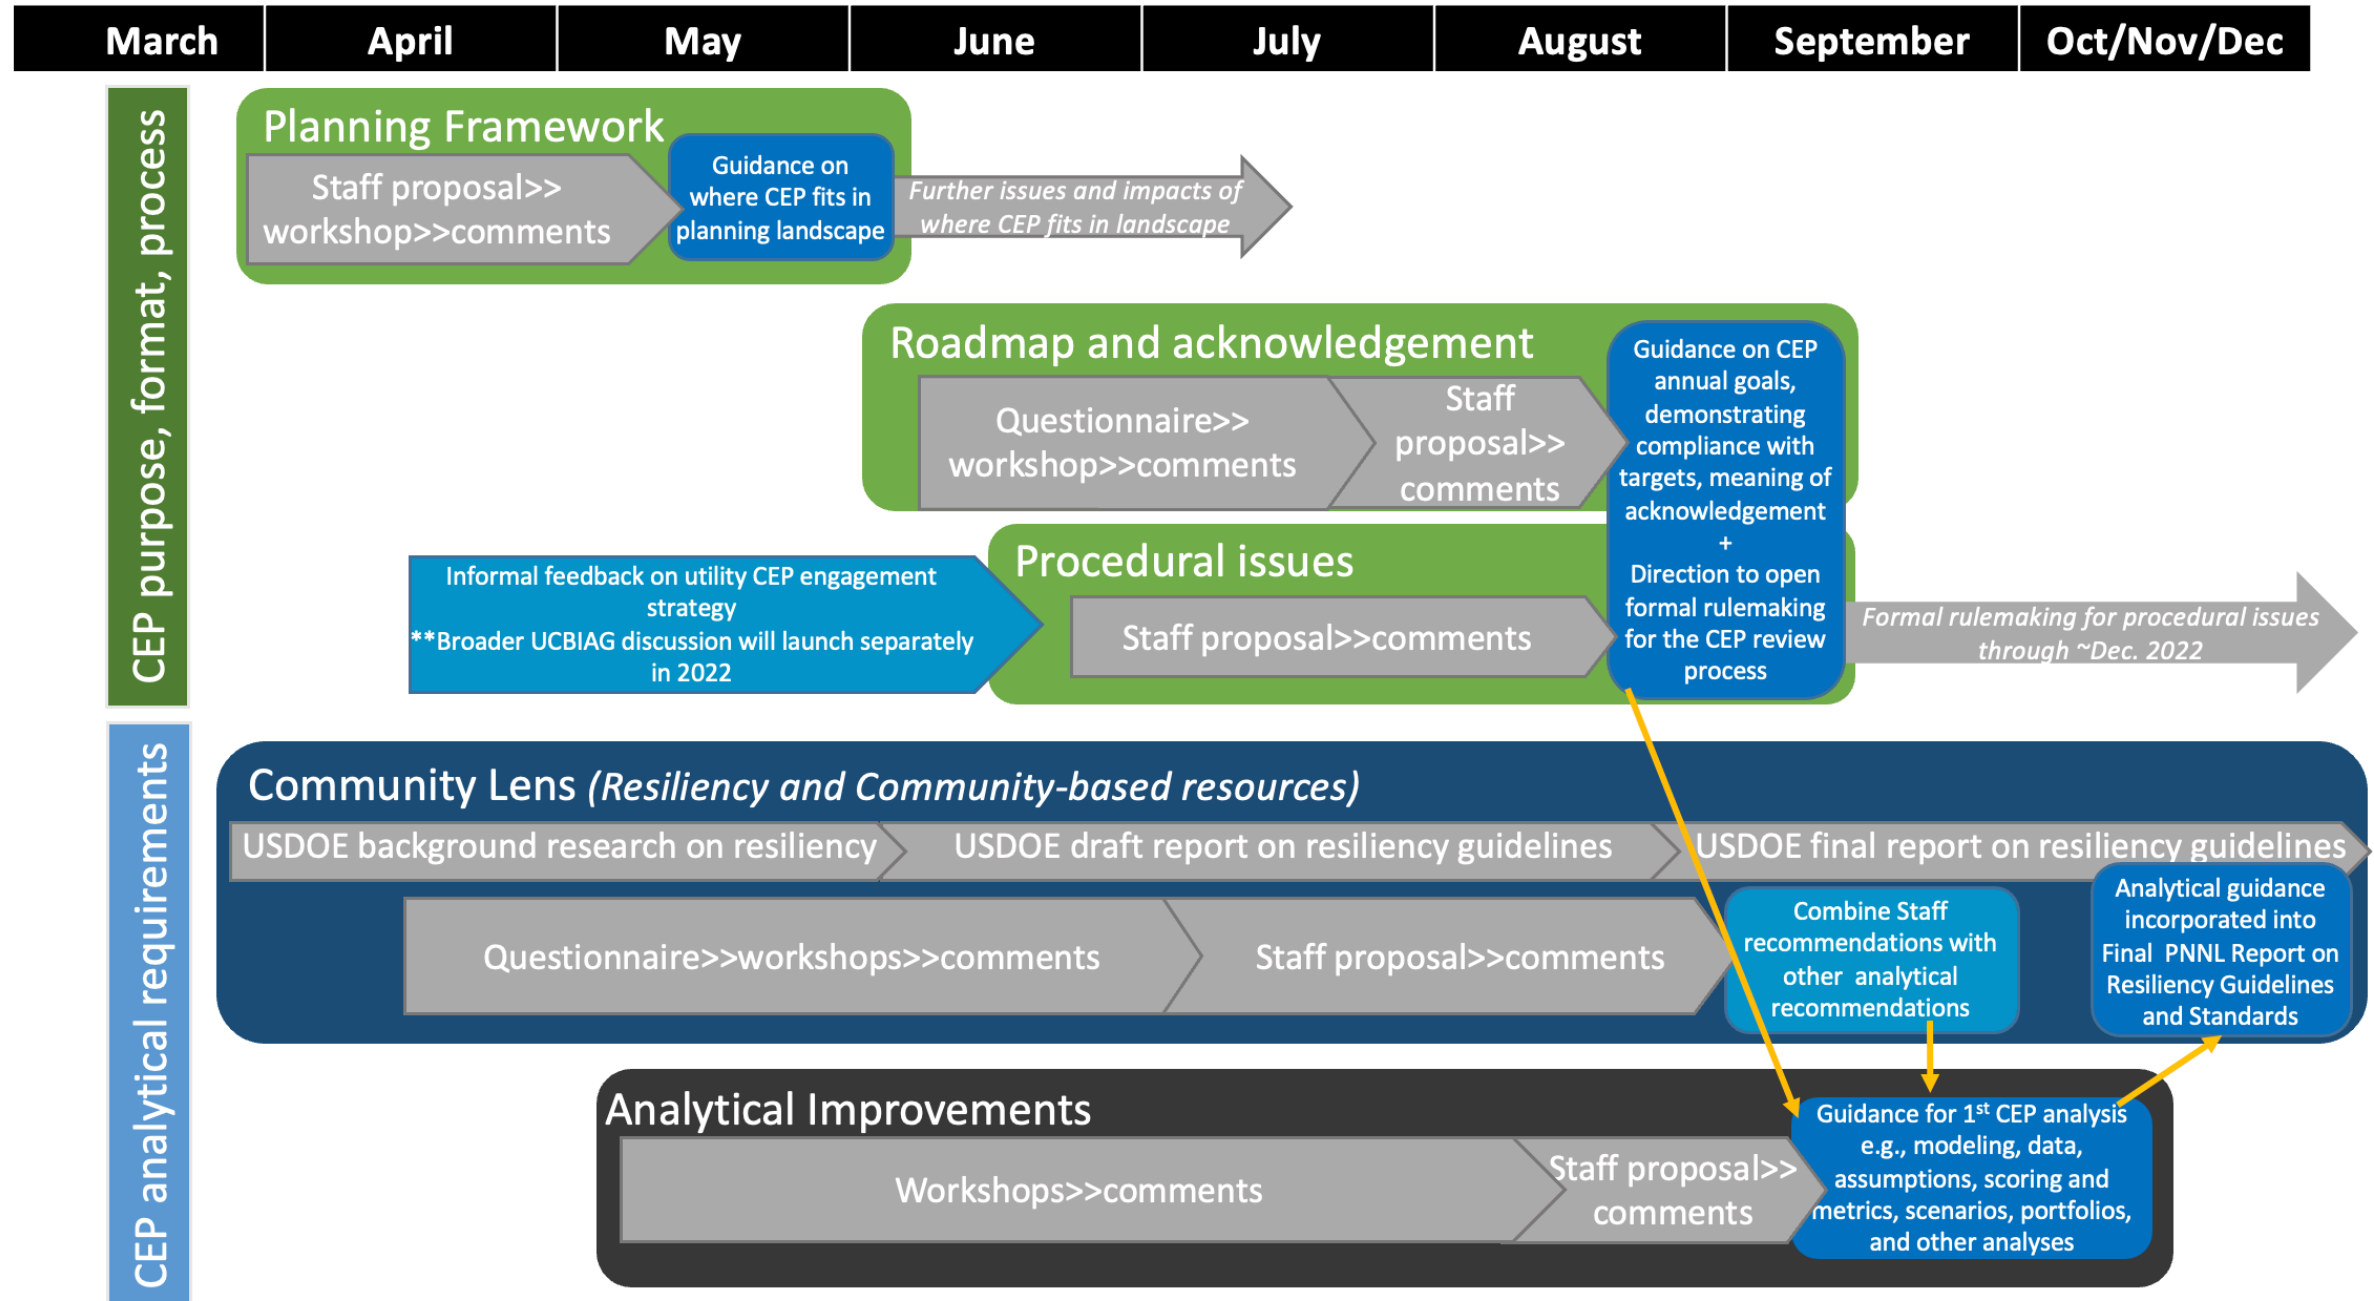 March
April
May
June
July
August
September
Oct/Nov/Dec
CEP purpose, format, process
Planning Framework
Staff proposal>>
workshop>>comments
Guidance on
where CEP fits in
planning landscape
Further issues and impacts of
where CEP fits in landscape
Roadmap and acknowledgement
Questionnaire>>
workshop>>comments
Staff
proposal>>
comments
Guidance on CEP
annual goals,
demonstrating
compliance with
targets, meaning of
acknowledgement
+
Direction to open
formal rulemaking
for the CEP review
process
Informal feedback on utility CEP engagement
strategy
**Broader UCBIAG discussion will launch separately
in 2022
Procedural issues
Staff proposal>>comments
Formal rulemaking for procedural issues
through ~Dec. 2022
CEP analytical requirements
Community Lens (Resiliency and Community-based resources)
USDOE background research on resiliency
USDOE draft report on resiliency guidelines
USDOE final report on resiliency guidelines
Questionnaire>>workshops>>comments
Staff proposal>>comments
Combine Staff
recommendations with
other  analytical
recommendations
Analytical guidance
incorporated into
Final  PNNL Report on
Resiliency Guidelines
and Standards
Analytical Improvements
Workshops>>comments
Staff proposal>>
comments
Guidance for 1st CEP analysis
e.g., modeling, data,
assumptions, scoring and
metrics, scenarios, portfolios,
and other analyses